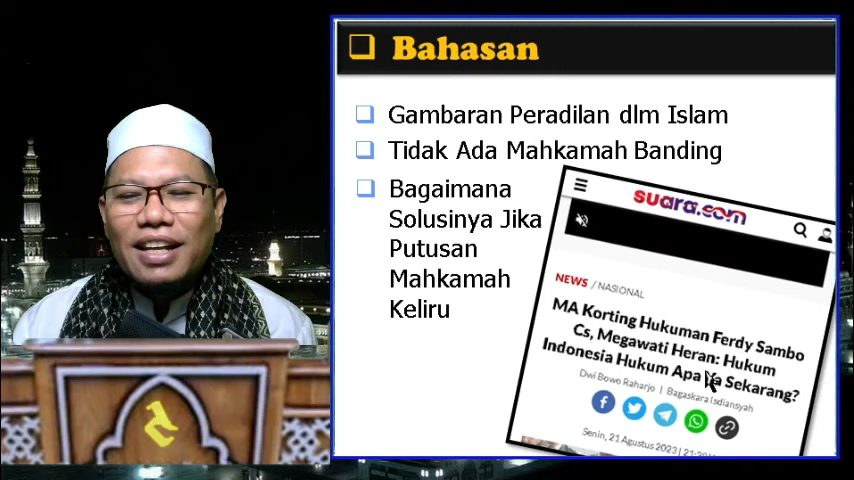 Bahasan
Gambaran Peradilan dlm Islam
Tidak Ada Mahkamah Banding
Bagaimana
Solusinya Jika
Putusan
Mahkamah
Keliru
suara.com
NEWS / NASIONAL
MA Korting Hukuman Ferdy Sambo
Cs, Megawati Heran: Hukum
Indonesia Hukum Apa Ya Sekarang?
Dwi Bowo Raharjo | Bagaskara Isdiansyah
Senin, 21 Agustus 2023 |